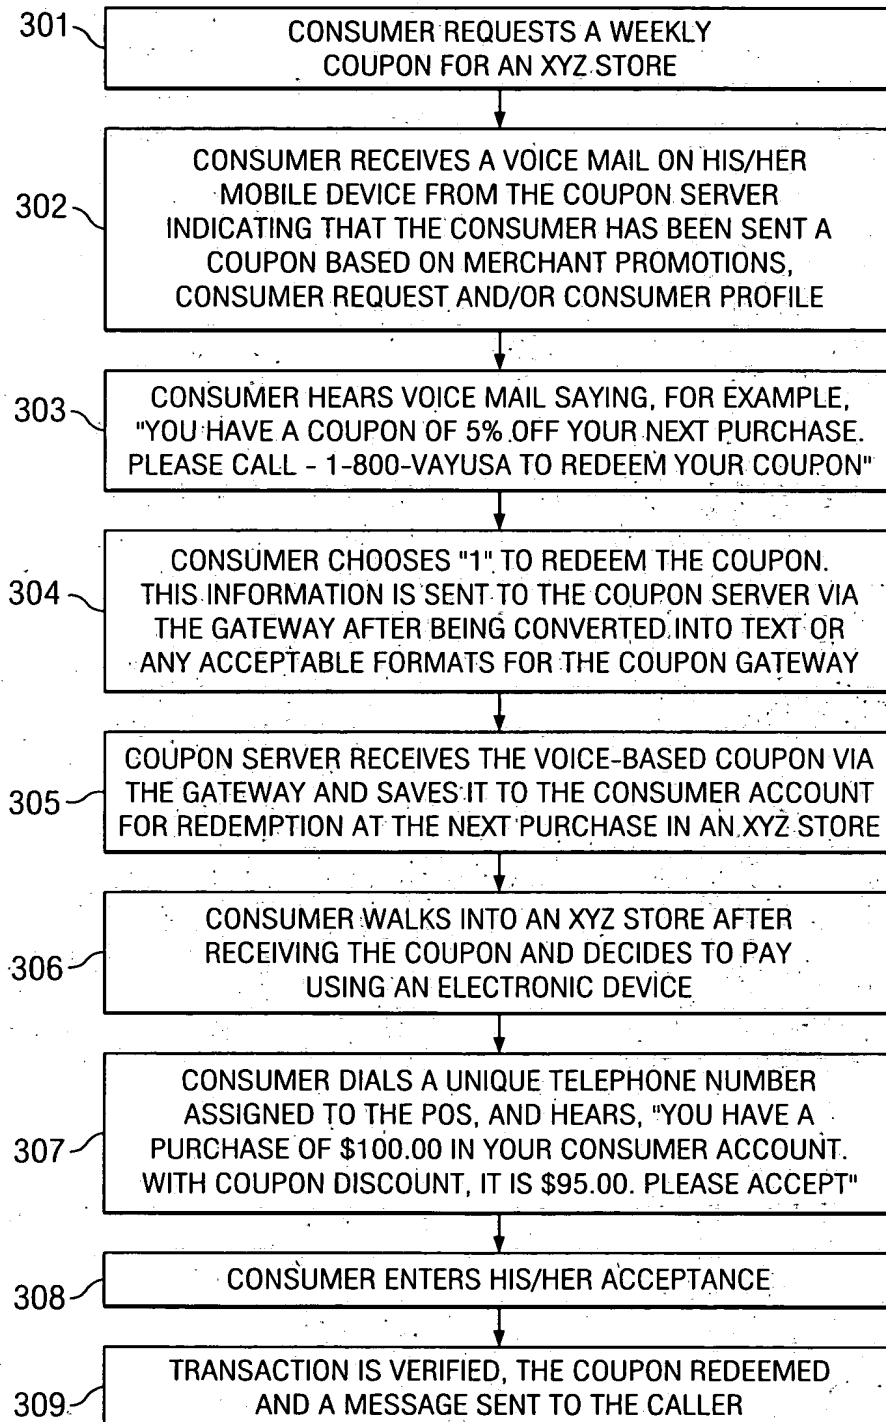 301
CONSUMER REQUESTS A WEEKLY
COUPON FOR AN XYZ STORE
302
CONSUMER RECEIVES A VOICE MAIL ON HIS/HER
MOBILE DEVICE FROM THE COUPON SERVER
INDICATING THAT THE CONSUMER HAS BEEN SENT A
COUPON BASED ON MERCHANT PROMOTIONS,
CONSUMER REQUEST AND/OR CONSUMER PROFILE
303
CONSUMER HEARS VOICE MAIL SAYING, FOR EXAMPLE,
"YOU HAVE A COUPON OF 5% OFF YOUR NEXT PURCHASE.
PLEASE CALL - 1-800-VAYUSA TO REDEEM YOUR COUPON"
304
CONSUMER CHOOSES "1" TO REDEEM THE COUPON.
THIS INFORMATION IS SENT TO THE COUPON SERVER VIA
THE GATEWAY AFTER BEING CONVERTED INTO TEXT OR
ANY ACCEPTABLE FORMATS FOR THE COUPON GATEWAY
305
COUPON SERVER RECEIVES THE VOICE-BASED COUPON VIA
THE GATEWAY AND SAVES IT TO THE CONSUMER ACCOUNT
FOR REDEMPTION AT THE NEXT PURCHASE IN AN XYZ STORE
306
CONSUMER WALKS INTO AN XYZ STORE AFTER
RECEIVING THE COUPON AND DECIDES TO PAY
USING AN ELECTRONIC DEVICE
307
CONSUMER DIALS A UNIQUE TELEPHONE NUMBER
ASSIGNED TO THE POS, AND HEARS, "YOU HAVE A
PURCHASE OF $100.00 IN YOUR CONSUMER ACCOUNT.
WITH COUPON DISCOUNT, IT IS $95.00. PLEASE ACCEPT"
308
CONSUMER ENTERS HIS/HER ACCEPTANCE
309
TRANSACTION IS VERIFIED, THE COUPON REDEEMED
AND A MESSAGE SENT TO THE CALLER